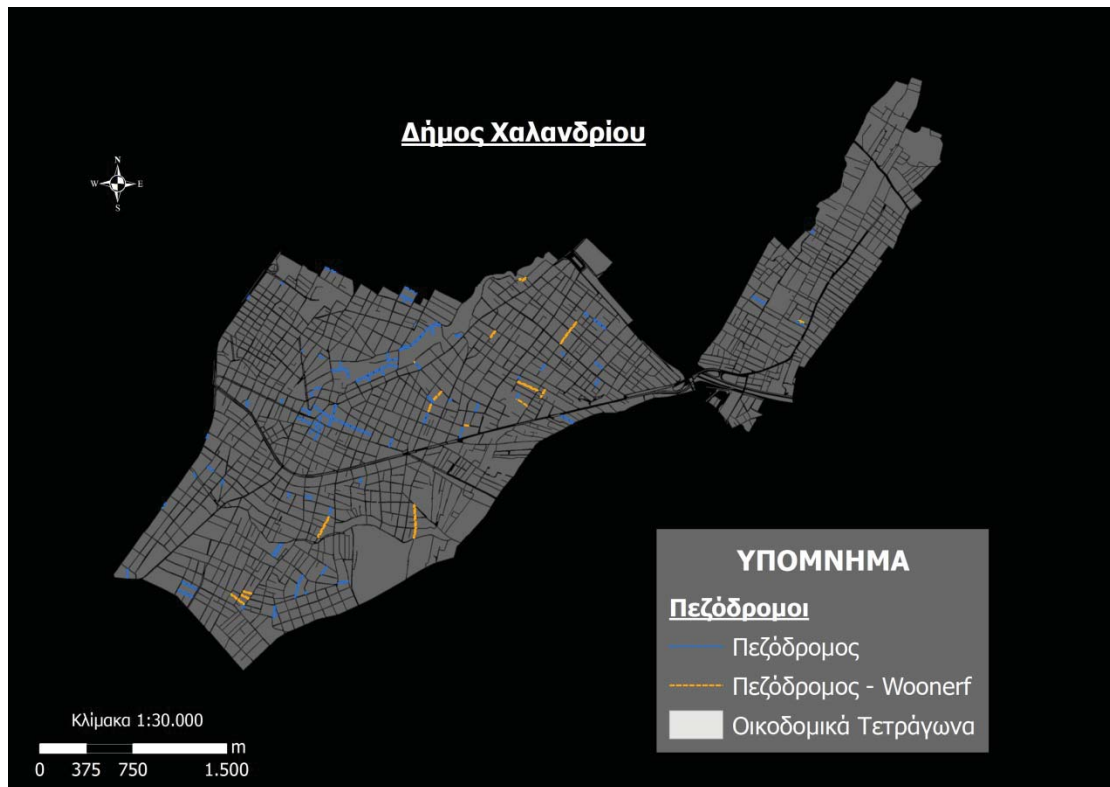 Δήμος Χαλανδρίου
N
W E
S
ΥΠΟΜΝΗΜΑ
Πεζόδρομοι
Πεζόδρομος
Πεζόδρομος - Woonerf
Οικοδομικά Τετράγωνα
Κλίμακα 1:30.000
m
0 375 750 1.500